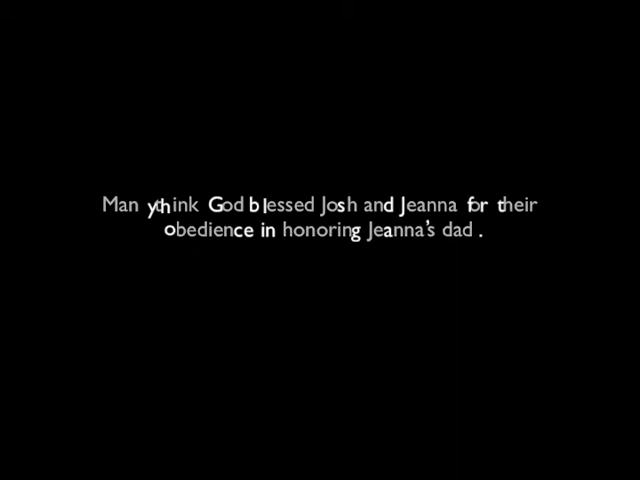 Many think God blessed Josh and Jeanna for their
obedience in honoring Jeanna's dad.